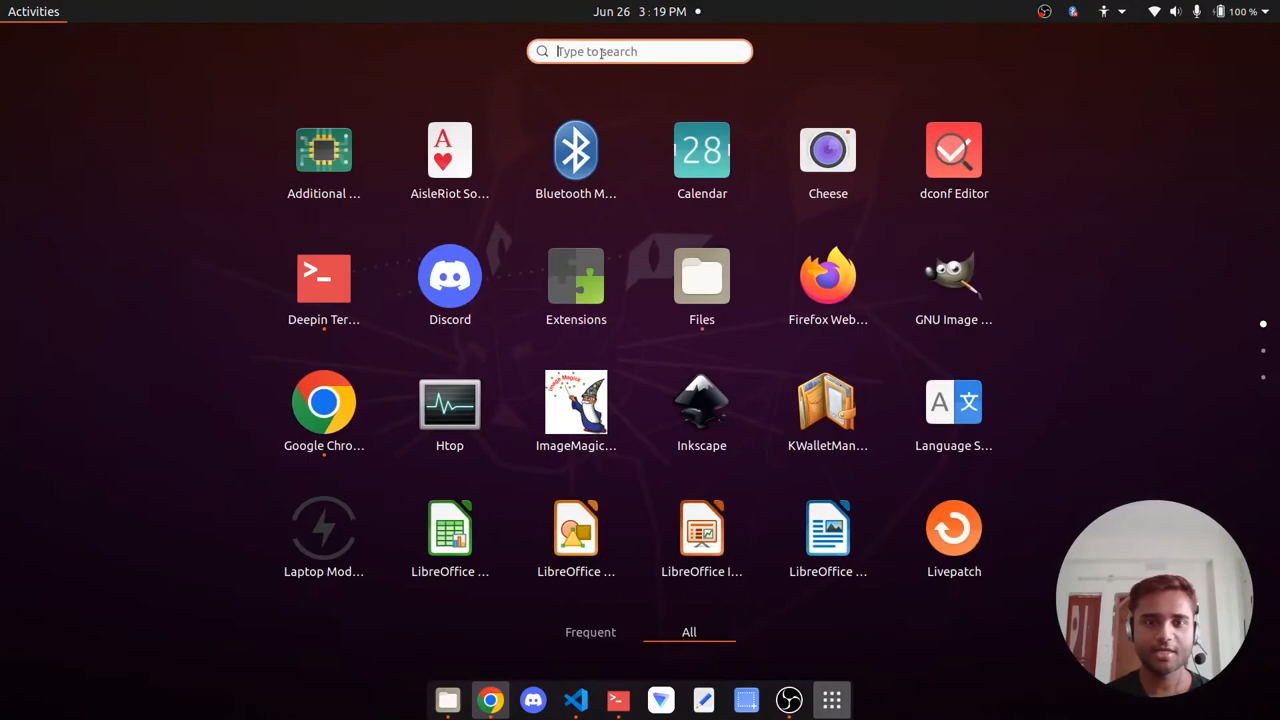 Activities
Jun 26 3:19 PM
100 %
Type to search
28
Additional ...
AisleRiot So...
Bluetooth M...
Calendar
Cheese
dconf Editor
Deepin Ter...
Discord
Extensions
Files
Firefox Web...
GNU Image ...
Google Chro...
Htop
ImageMagic...
Inkscape
KWalletMan...
Language S...
Laptop Mod...
LibreOffice ...
LibreOffice ...
LibreOffice I...
LibreOffice ...
Livepatch
Frequent
All